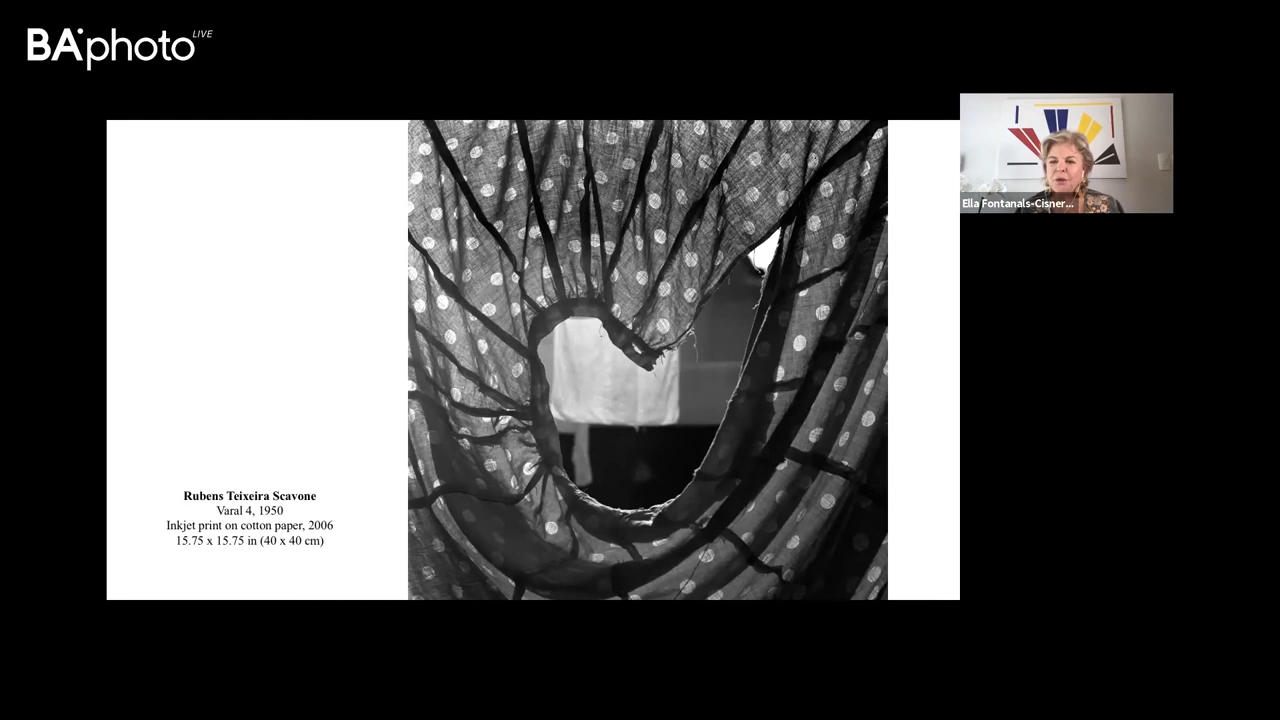 BAphoto LIVE
Ella Fontanals-Cisner...
Rubens Teixeira Scavone
Varal 4, 1950
Inkjet print on cotton paper, 2006
15.75 x 15.75 in (40 x 40 cm)